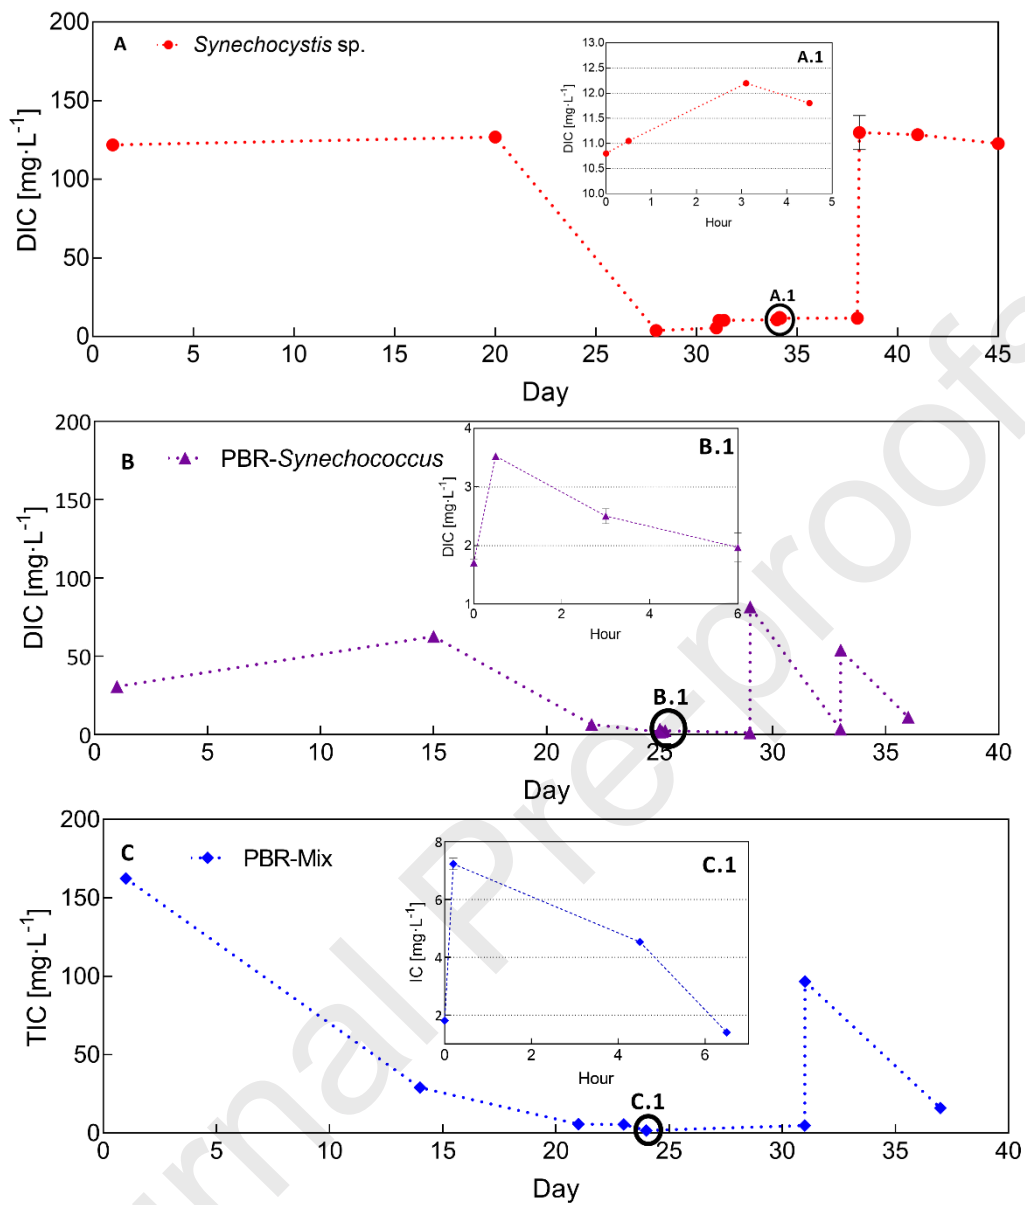 A Synechocystis sp.
DIC [mg·L-1]
200
150
100
50
0
0 5 10 15 20 25 30 35 40 45
Day
A.1
A.1
DIC [mg·L-1]
13.0
12.5
12.0
11.5
11.0
10.5
10.0
0 1 2 3 4 5
Hour
B PBR-Synechococcus
DIC [mg·L-1]
200
150
100
50
0
0 5 10 15 20 25 30 35 40
Day
B.1
B.1
DIC [mg·L-1]
4
3
2
1
0 2 4 6
Hour
C PBR-Mix
TIC [mg·L-1]
200
150
100
50
0
0 5 10 15 20 25 30 35 40
Day
C.1
C.1
IC [mg·L-1]
8
6
4
2
0 2 4 6
Hour
rnal Pre-proofs